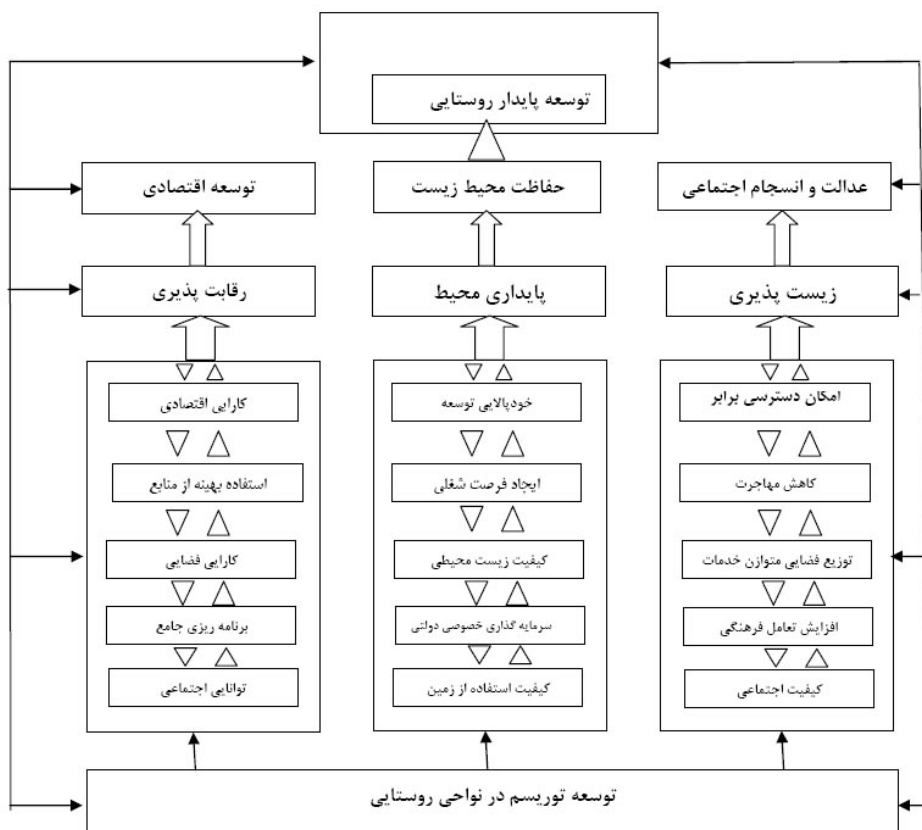 توسعه پایدار روستایی
عدالت و انسجام اجتماعی
حفاظت محیط زیست
توسعه اقتصادی
زیست پذیری
پایداری محیط
رقابت پذیری
امکان دسترسی برابر
خودپالایی توسعه
کارایی اقتصادی
کاهش مهاجرت
ایجاد فرصت شغلی
استفاده بهینه از منابع
توزیع فضایی متوازن خدمات
کیفیت زیست محیطی
کارایی فضایی
افزایش تعامل فرهنگی
سرمایه گذاری خصوصی دولتی
برنامه ریزی جامع
کیفیت اجتماعی
کیفیت استفاده از زمین
توانایی اجتماعی
توسعه توریسم در نواحی روستایی